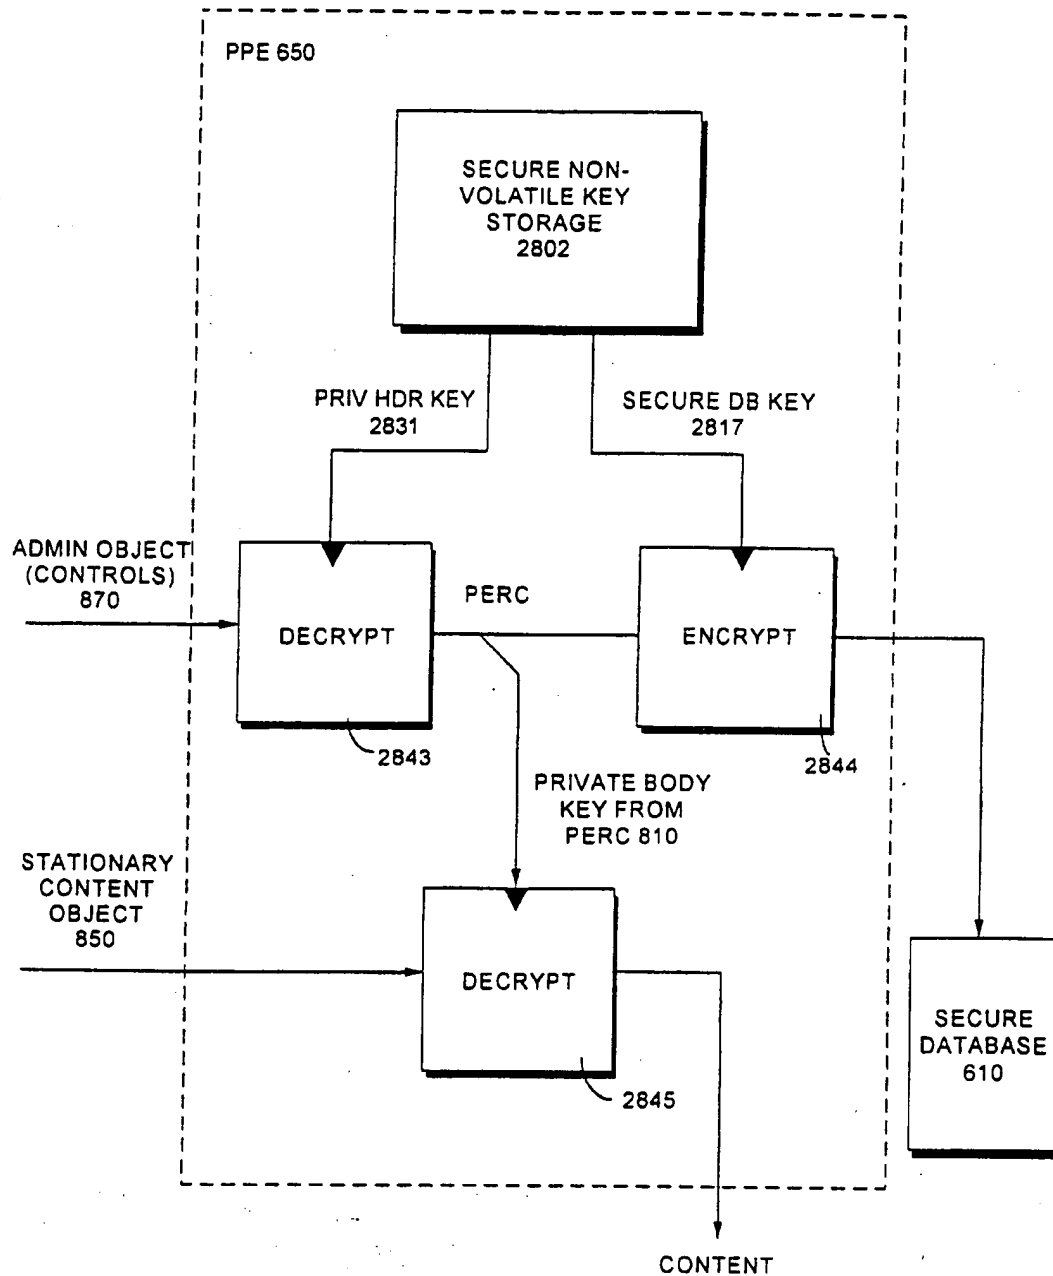 PPE 650
SECURE NON-
VOLATILE KEY
STORAGE
2802
PRIV HDR KEY
2831
SECURE DB KEY
2817
ADMIN OBJECT
(CONTROLS)
870
DECRYPT
PERC
ENCRYPT
2843
2844
PRIVATE BODY
KEY FROM
PERC 810
STATIONARY
CONTENT
OBJECT
850
DECRYPT
2845
SECURE
DATABASE
610
CONTENT